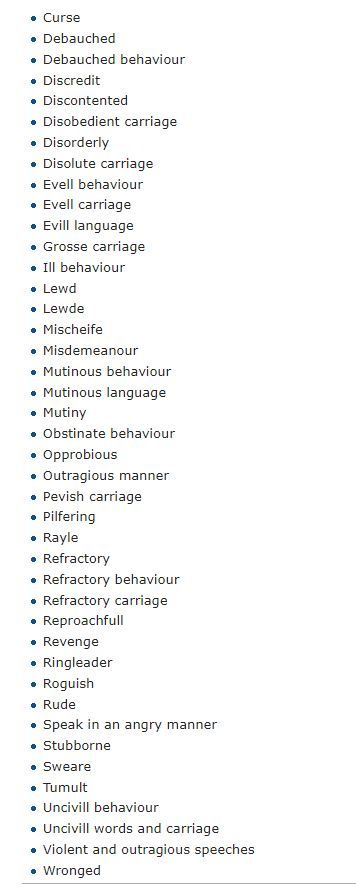 Curse
Debauched
Debauched behaviour
Discredit
Discontented
Disobedient carriage
Disorderly
Disolute carriage
Evell behaviour
Evell carriage
Evill language
Grosse carriage
Ill behaviour
Lewd
Lewde
Mischeife
Misdemeanour
Mutinous behaviour
Mutinous language
Mutiny
Obstinate behaviour
Opprobious
Outragious manner
Pevish carriage
Pilfering
Rayle
Refractory
Refractory behaviour
Refractory carriage
Reproachfull
Revenge
Ringleader
Roguish
Rude
Speak in an angry manner
Stubborne
Sweare
Tumult
Uncivill behaviour
Uncivill words and carriage
Violent and outragious speeches
Wronged